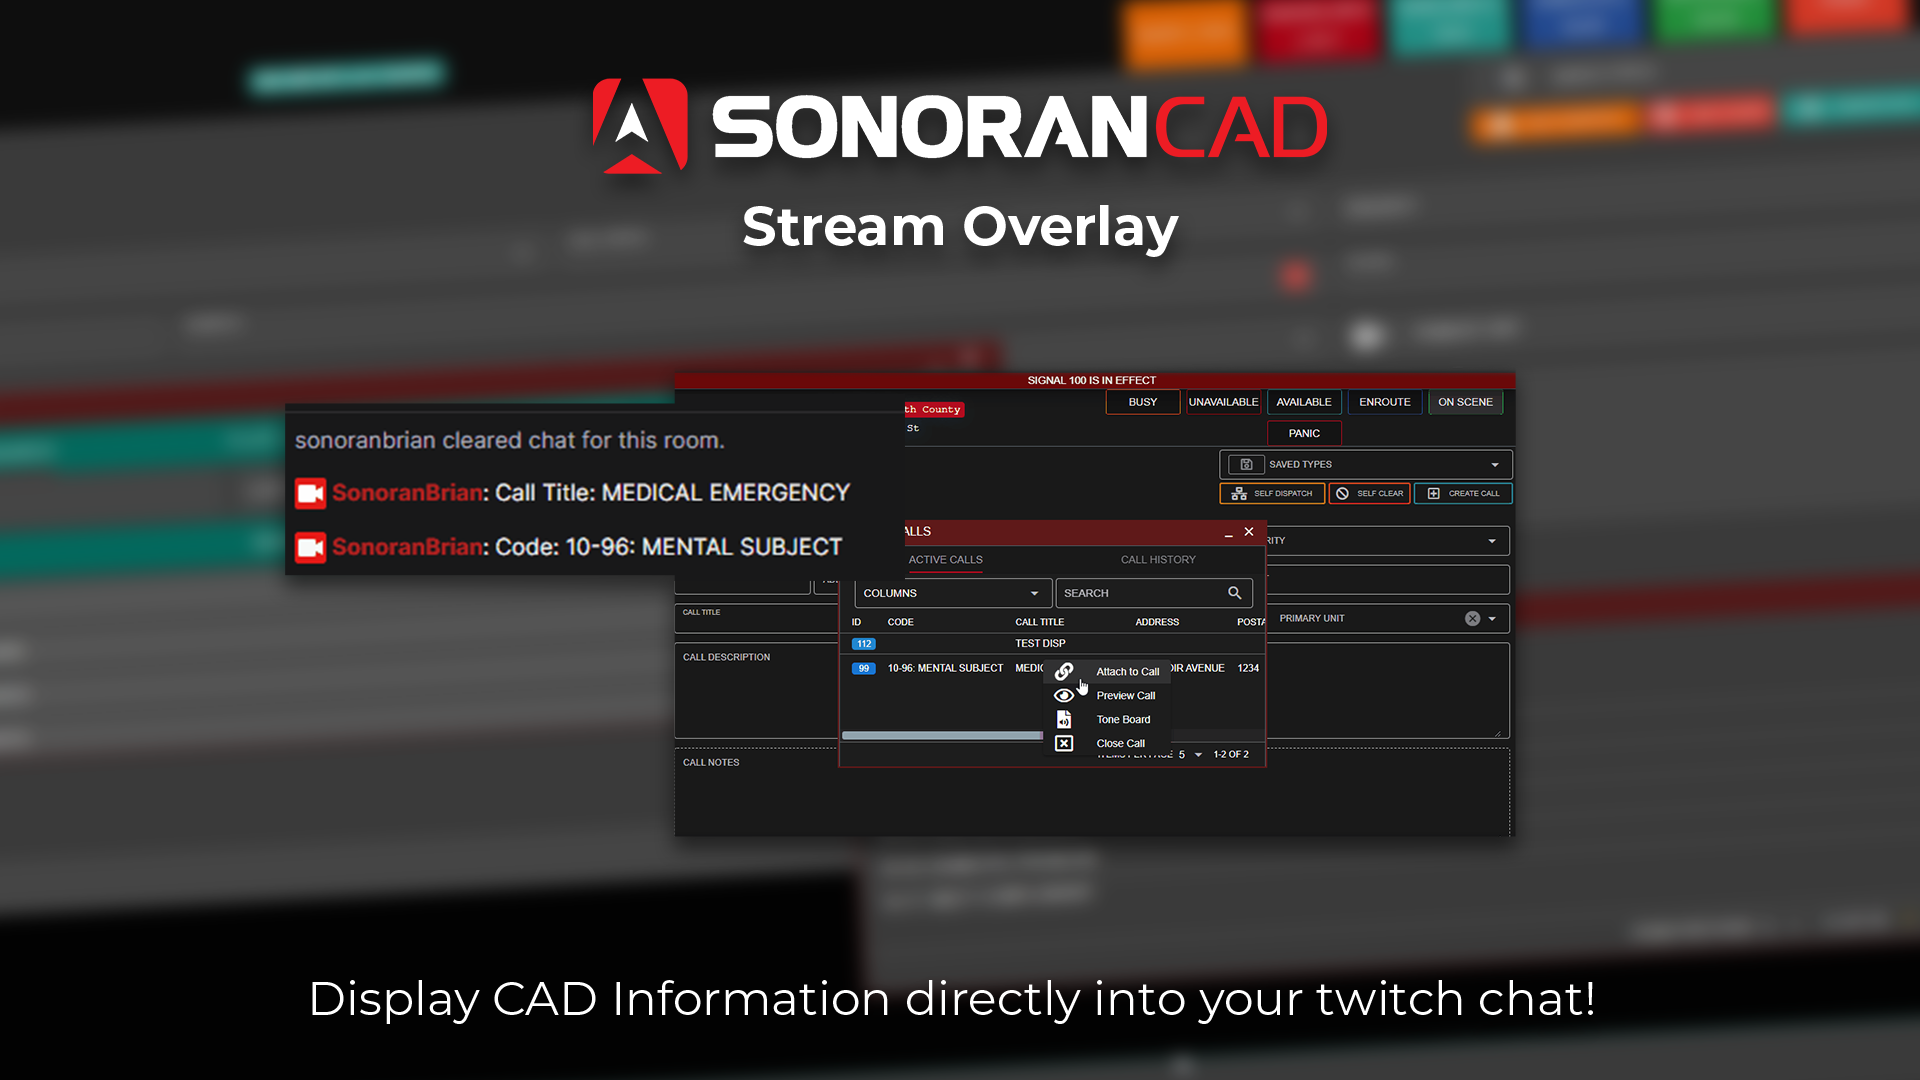 SONORANCAD
Stream Overlay
SIGNAL 100 IS IN EFFECT
BUSY
UNAVAILABLE
AVAILABLE
ENROUTE
ON SCENE
PANIC
th County
St
sonoranbrian cleared chat for this room.
SonoranBrian: Call Title: MEDICAL EMERGENCY
SonoranBrian: Code: 10-96: MENTAL SUBJECT
SAVED TYPES
SELF DISPATCH
SELF CLEAR
CREATE CALL
ALLS
RITY
ACTIVE CALLS
CALL HISTORY
COLUMNS
SEARCH
ID CODE CALL TITLE ADDRESS POSTA
112 TEST DISP
99 10-96: MENTAL SUBJECT MEDIC DIR AVENUE 1234
Attach to Call
Preview Call
Tone Board
Close Call
5 1-2 OF 2
CALL TITLE
PRIMARY UNIT
CALL DESCRIPTION
CALL NOTES
Display CAD Information directly into your twitch chat!